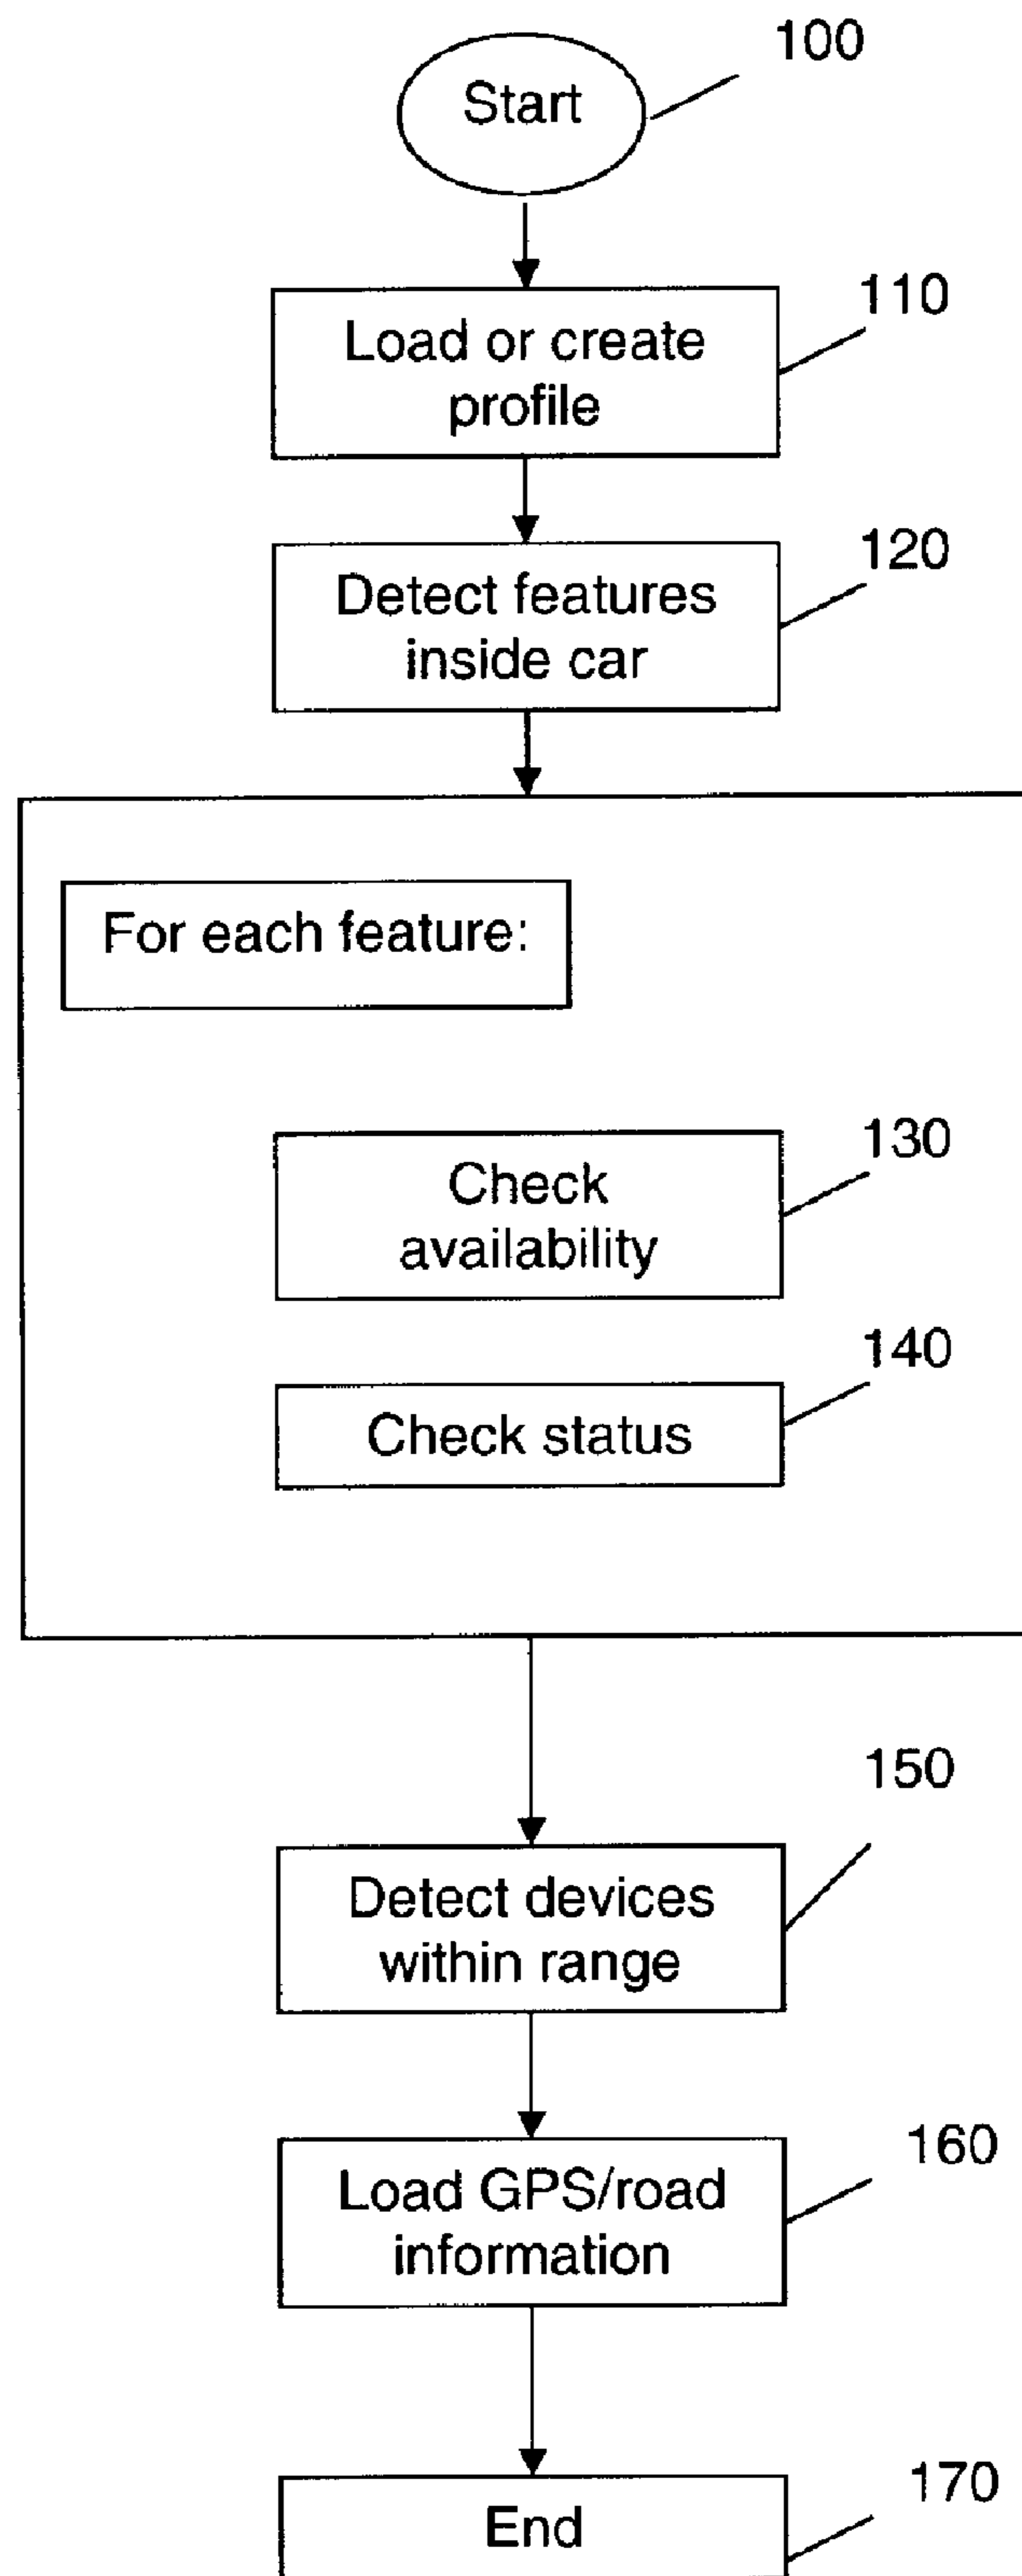 100
Start
110
Load or create
profile
120
Detect features
inside car
For each feature:
130
Check
availability
140
Check status
150
Detect devices
within range
160
Load GPS/road
information
170
End